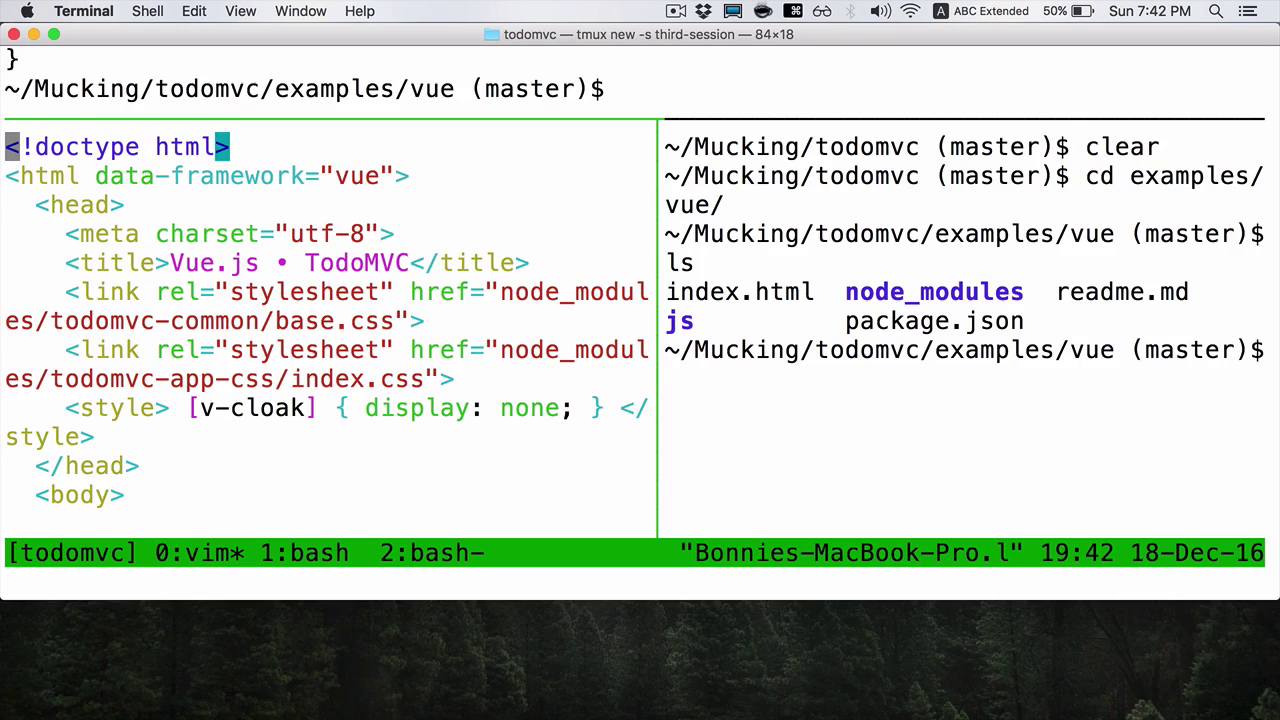 Terminal Shell Edit View Window Help A ABC Extended 50% Sun 7:42 PM
todomvc — tmux new -s third-session — 84×18
}
~/Mucking/todomvc/examples/vue (master)$
<!doctype html>
<html data-framework="vue">
<head>
<meta charset="utf-8">
<title>Vue.js • TodoMVC</title>
<link rel="stylesheet" href="node_modul
es/todomvc-common/base.css">
<link rel="stylesheet" href="node_modul
es/todomvc-app-css/index.css">
<style> [v-cloak] { display: none; } </
style>
</head>
<body>
~/Mucking/todomvc (master)$ clear
~/Mucking/todomvc (master)$ cd examples/
vue/
~/Mucking/todomvc/examples/vue (master)$
ls
index.html node_modules readme.md
js package.json
~/Mucking/todomvc/examples/vue (master)$
[todomvc] 0:vim* 1:bash 2:bash- "Bonnies-MacBook-Pro.l" 19:42 18-Dec-16